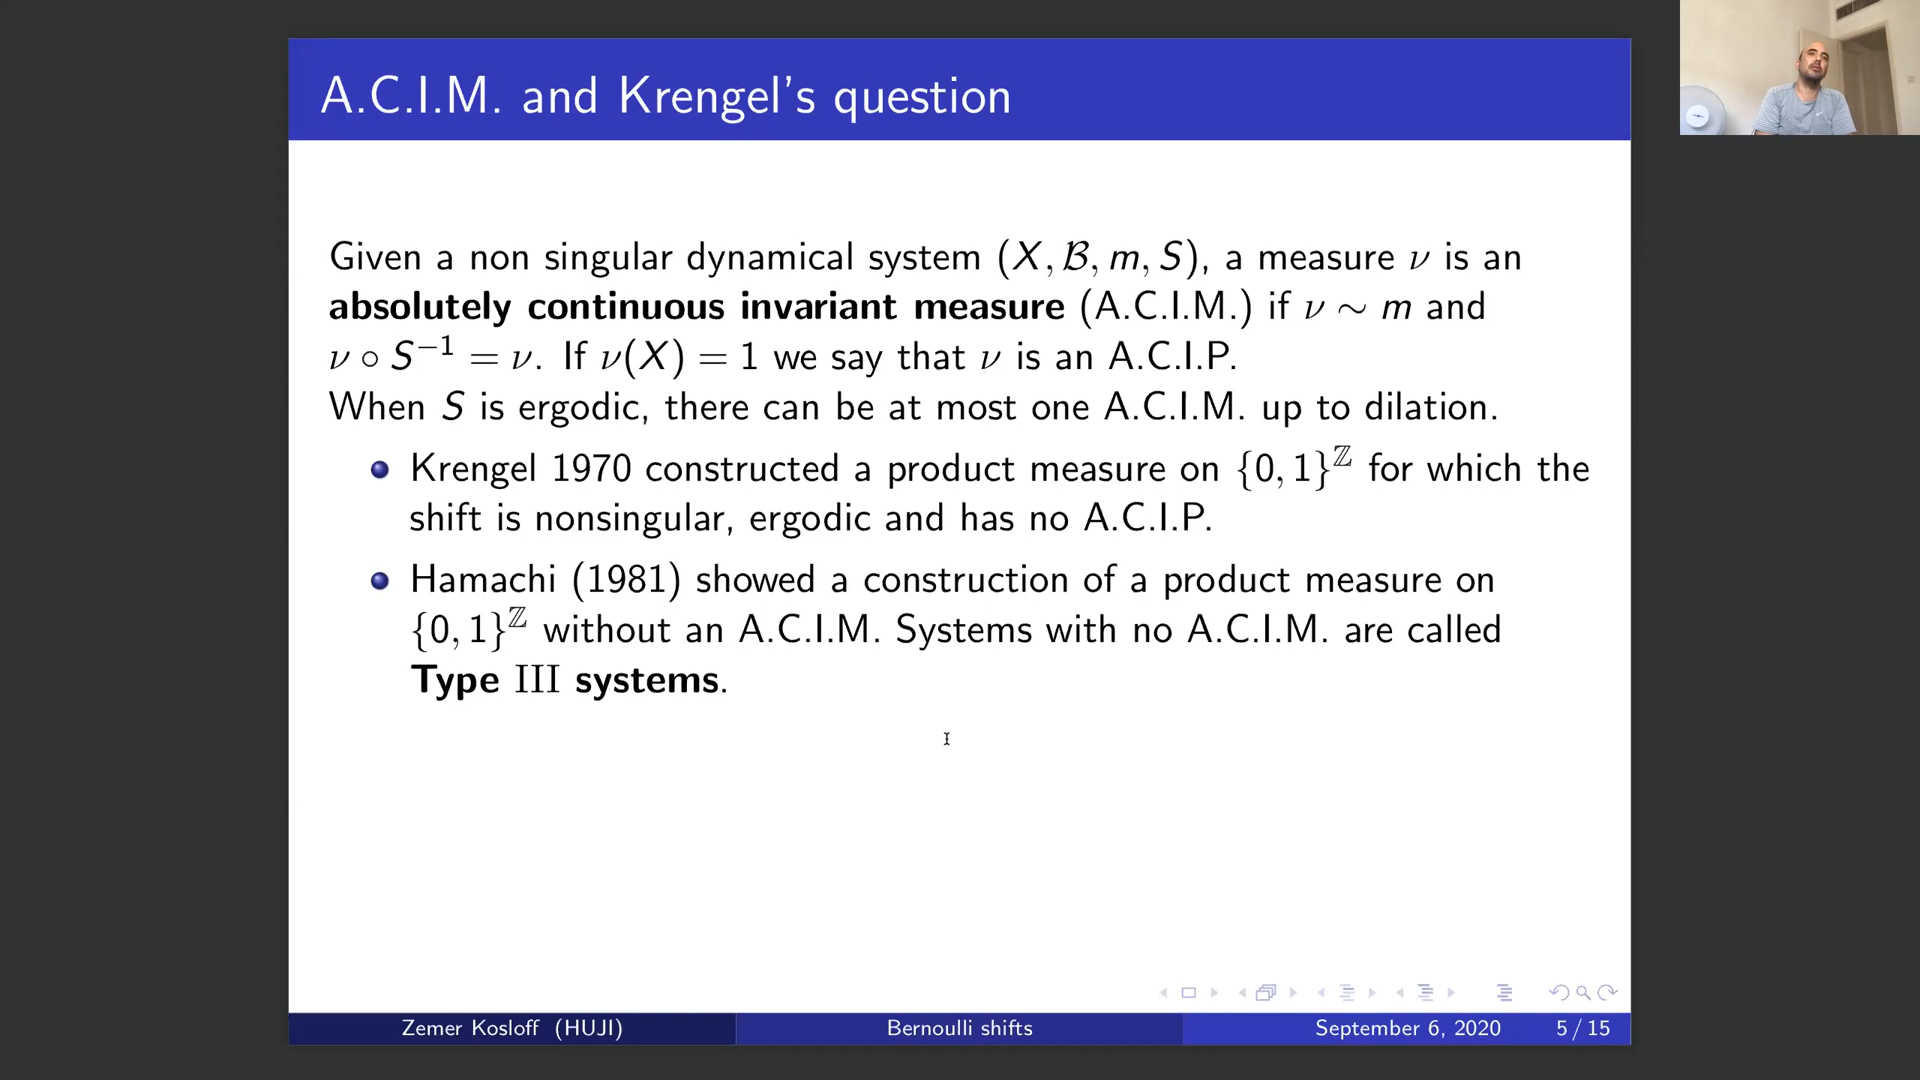 A.C.I.M. and Krengel's question
Given a non singular dynamical system (X, ℬ, m, S), a measure ν is an
absolutely continuous invariant measure (A.C.I.M.) if ν ∼ m and
ν ∘ S⁻¹ = ν. If ν(X) = 1 we say that ν is an A.C.I.P.
When S is ergodic, there can be at most one A.C.I.M. up to dilation.
Krengel 1970 constructed a product measure on {0, 1}^ℤ for which the
shift is nonsingular, ergodic and has no A.C.I.P.
Hamachi (1981) showed a construction of a product measure on
{0, 1}^ℤ without an A.C.I.M. Systems with no A.C.I.M. are called
Type III systems.
Zemer Kosloff (HUJI) Bernoulli shifts September 6, 2020 5 / 15